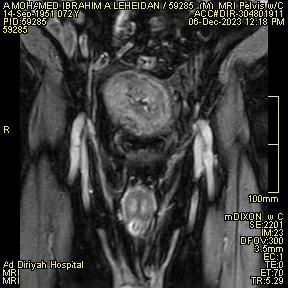 A MOHAMED IBRAHIM A LEHEIDAN / 59285 (M) MRI Pelvis w/C
14-Sep-1951 072Y ACC#DIR-304801911
PID:59285 06-Dec-2023 12:18 PM
59285
R
100mm
mDIXON_w C
SE:2201
IM:23
DFOV:300
3.5mm
EC:1
Ad Diriyah Hospital TE:0
MRI ET:70
MRI TR:5.29